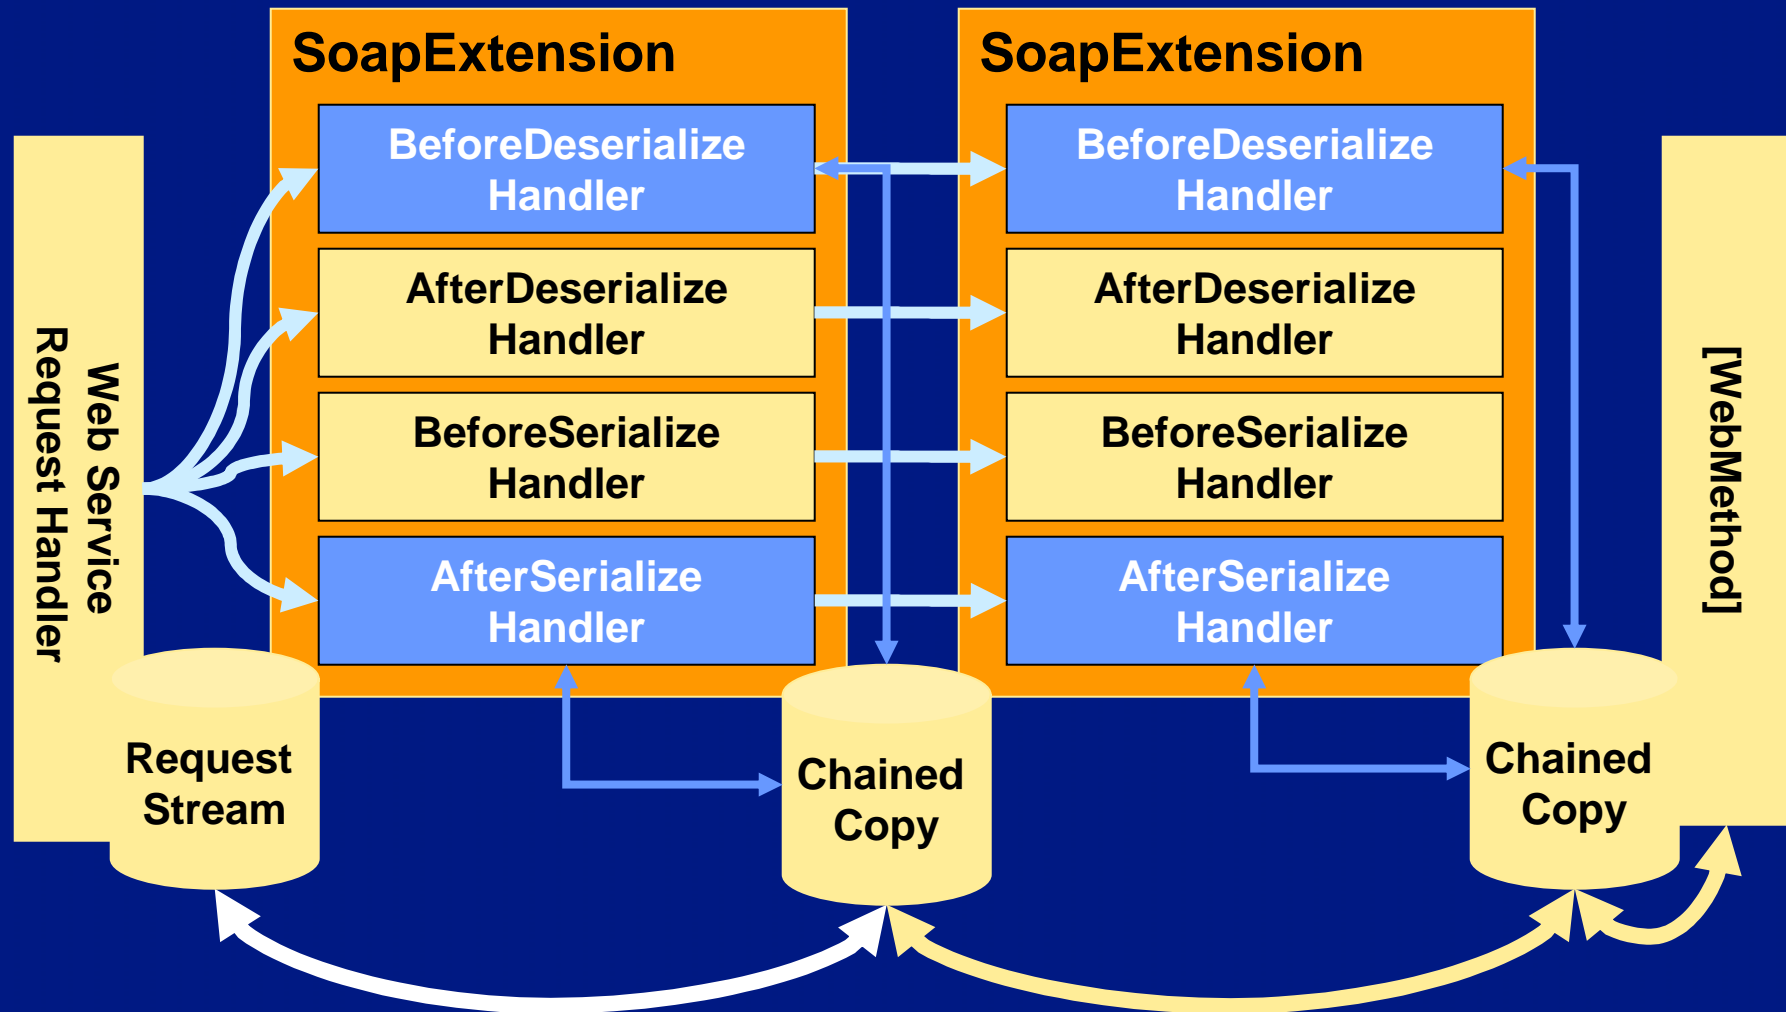 SoapExtension
BeforeDeserialize
Handler
AfterDeserialize
Handler
BeforeSerialize
Handler
AfterSerialize
Handler
SoapExtension
BeforeDeserialize
Handler
AfterDeserialize
Handler
BeforeSerialize
Handler
AfterSerialize
Handler
Web Service
Request Handler
[WebMethod]
Request
Stream
Chained
Copy
Chained
Copy